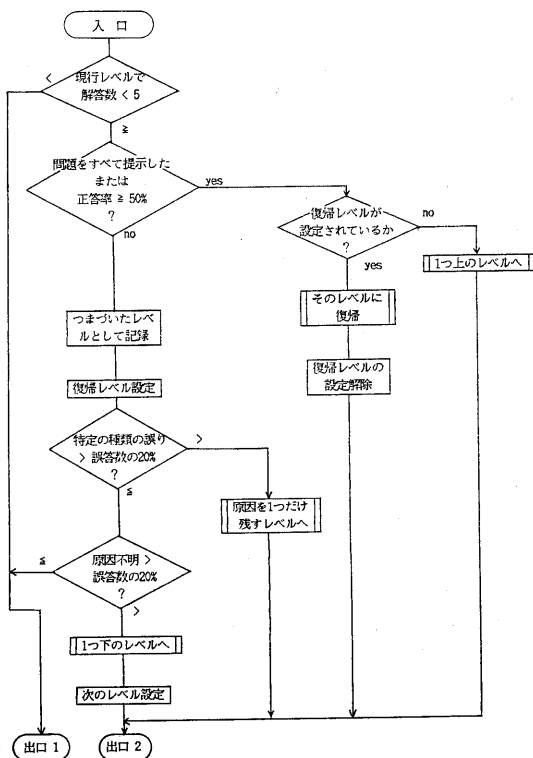 入 口
<
現行レベルで
解答数 < 5
≧
問題をすべて提示した
または
正答率 ≧ 50%
?
yes
no
復帰レベルが
設定されているか
?
no
yes
1つ上のレベルへ
そのレベルに
復帰
つまづいたレベ
ルとして記録
復帰レベルの
設定解除
復帰レベル設定
特定の種類の誤り
> 誤答数の20%
?
>
≦
原因を1つだけ
残すレベルへ
≦
原因不明 >
誤答数の20%
?
>
1つ下のレベルへ
次のレベル設定
出口 1
出口 2